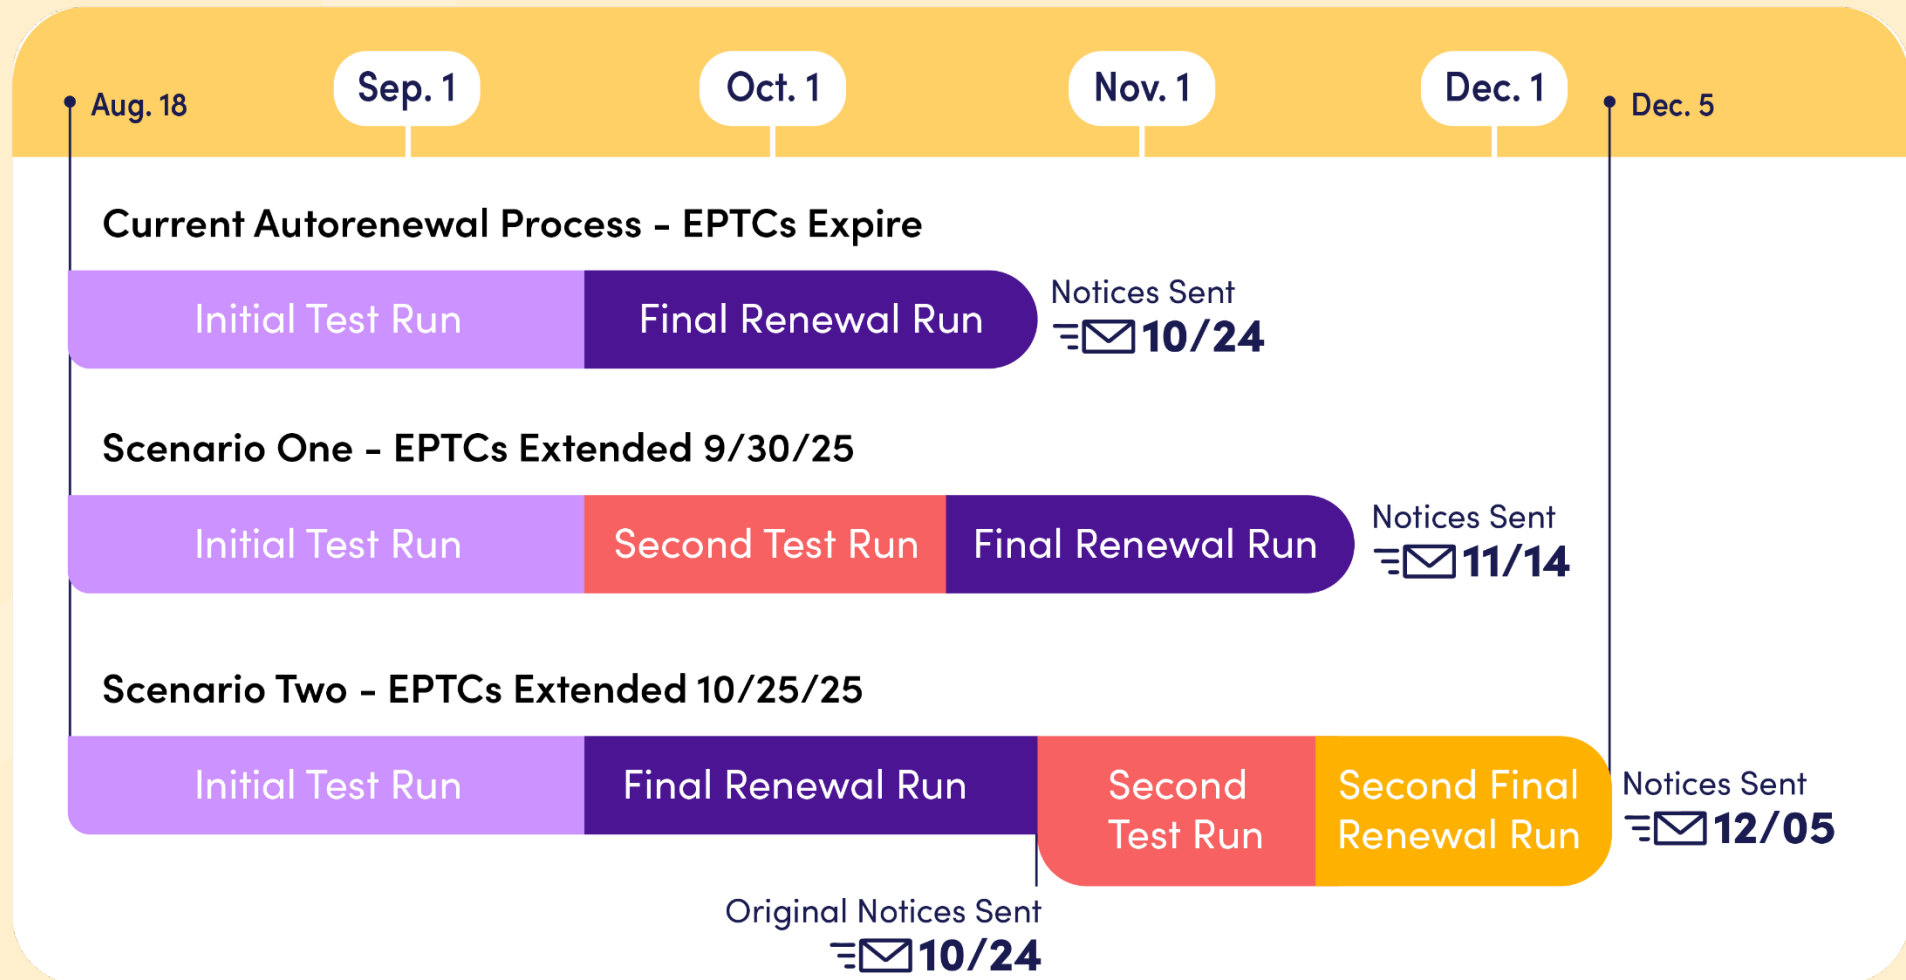 Aug. 18
Sep. 1
Oct. 1
Nov. 1
Dec. 1
Dec. 5
Current Autorenewal Process - EPTCs Expire
Initial Test Run
Final Renewal Run
Notices Sent
10/24
Scenario One - EPTCs Extended 9/30/25
Initial Test Run
Second Test Run
Final Renewal Run
Notices Sent
11/14
Scenario Two - EPTCs Extended 10/25/25
Initial Test Run
Final Renewal Run
Second
Test Run
Second Final
Renewal Run
Notices Sent
12/05
Original Notices Sent
10/24